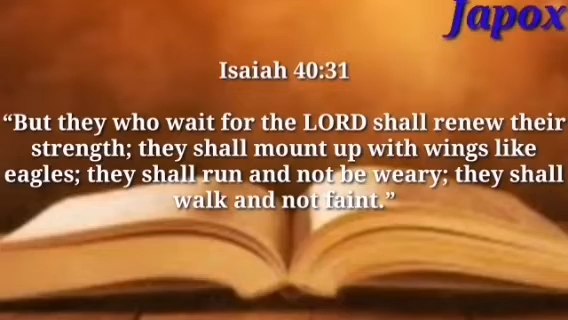 Japox
Isaiah 40:31
“But they who wait for the LORD shall renew their
strength; they shall mount up with wings like
eagles; they shall run and not be weary; they shall
walk and not faint.”